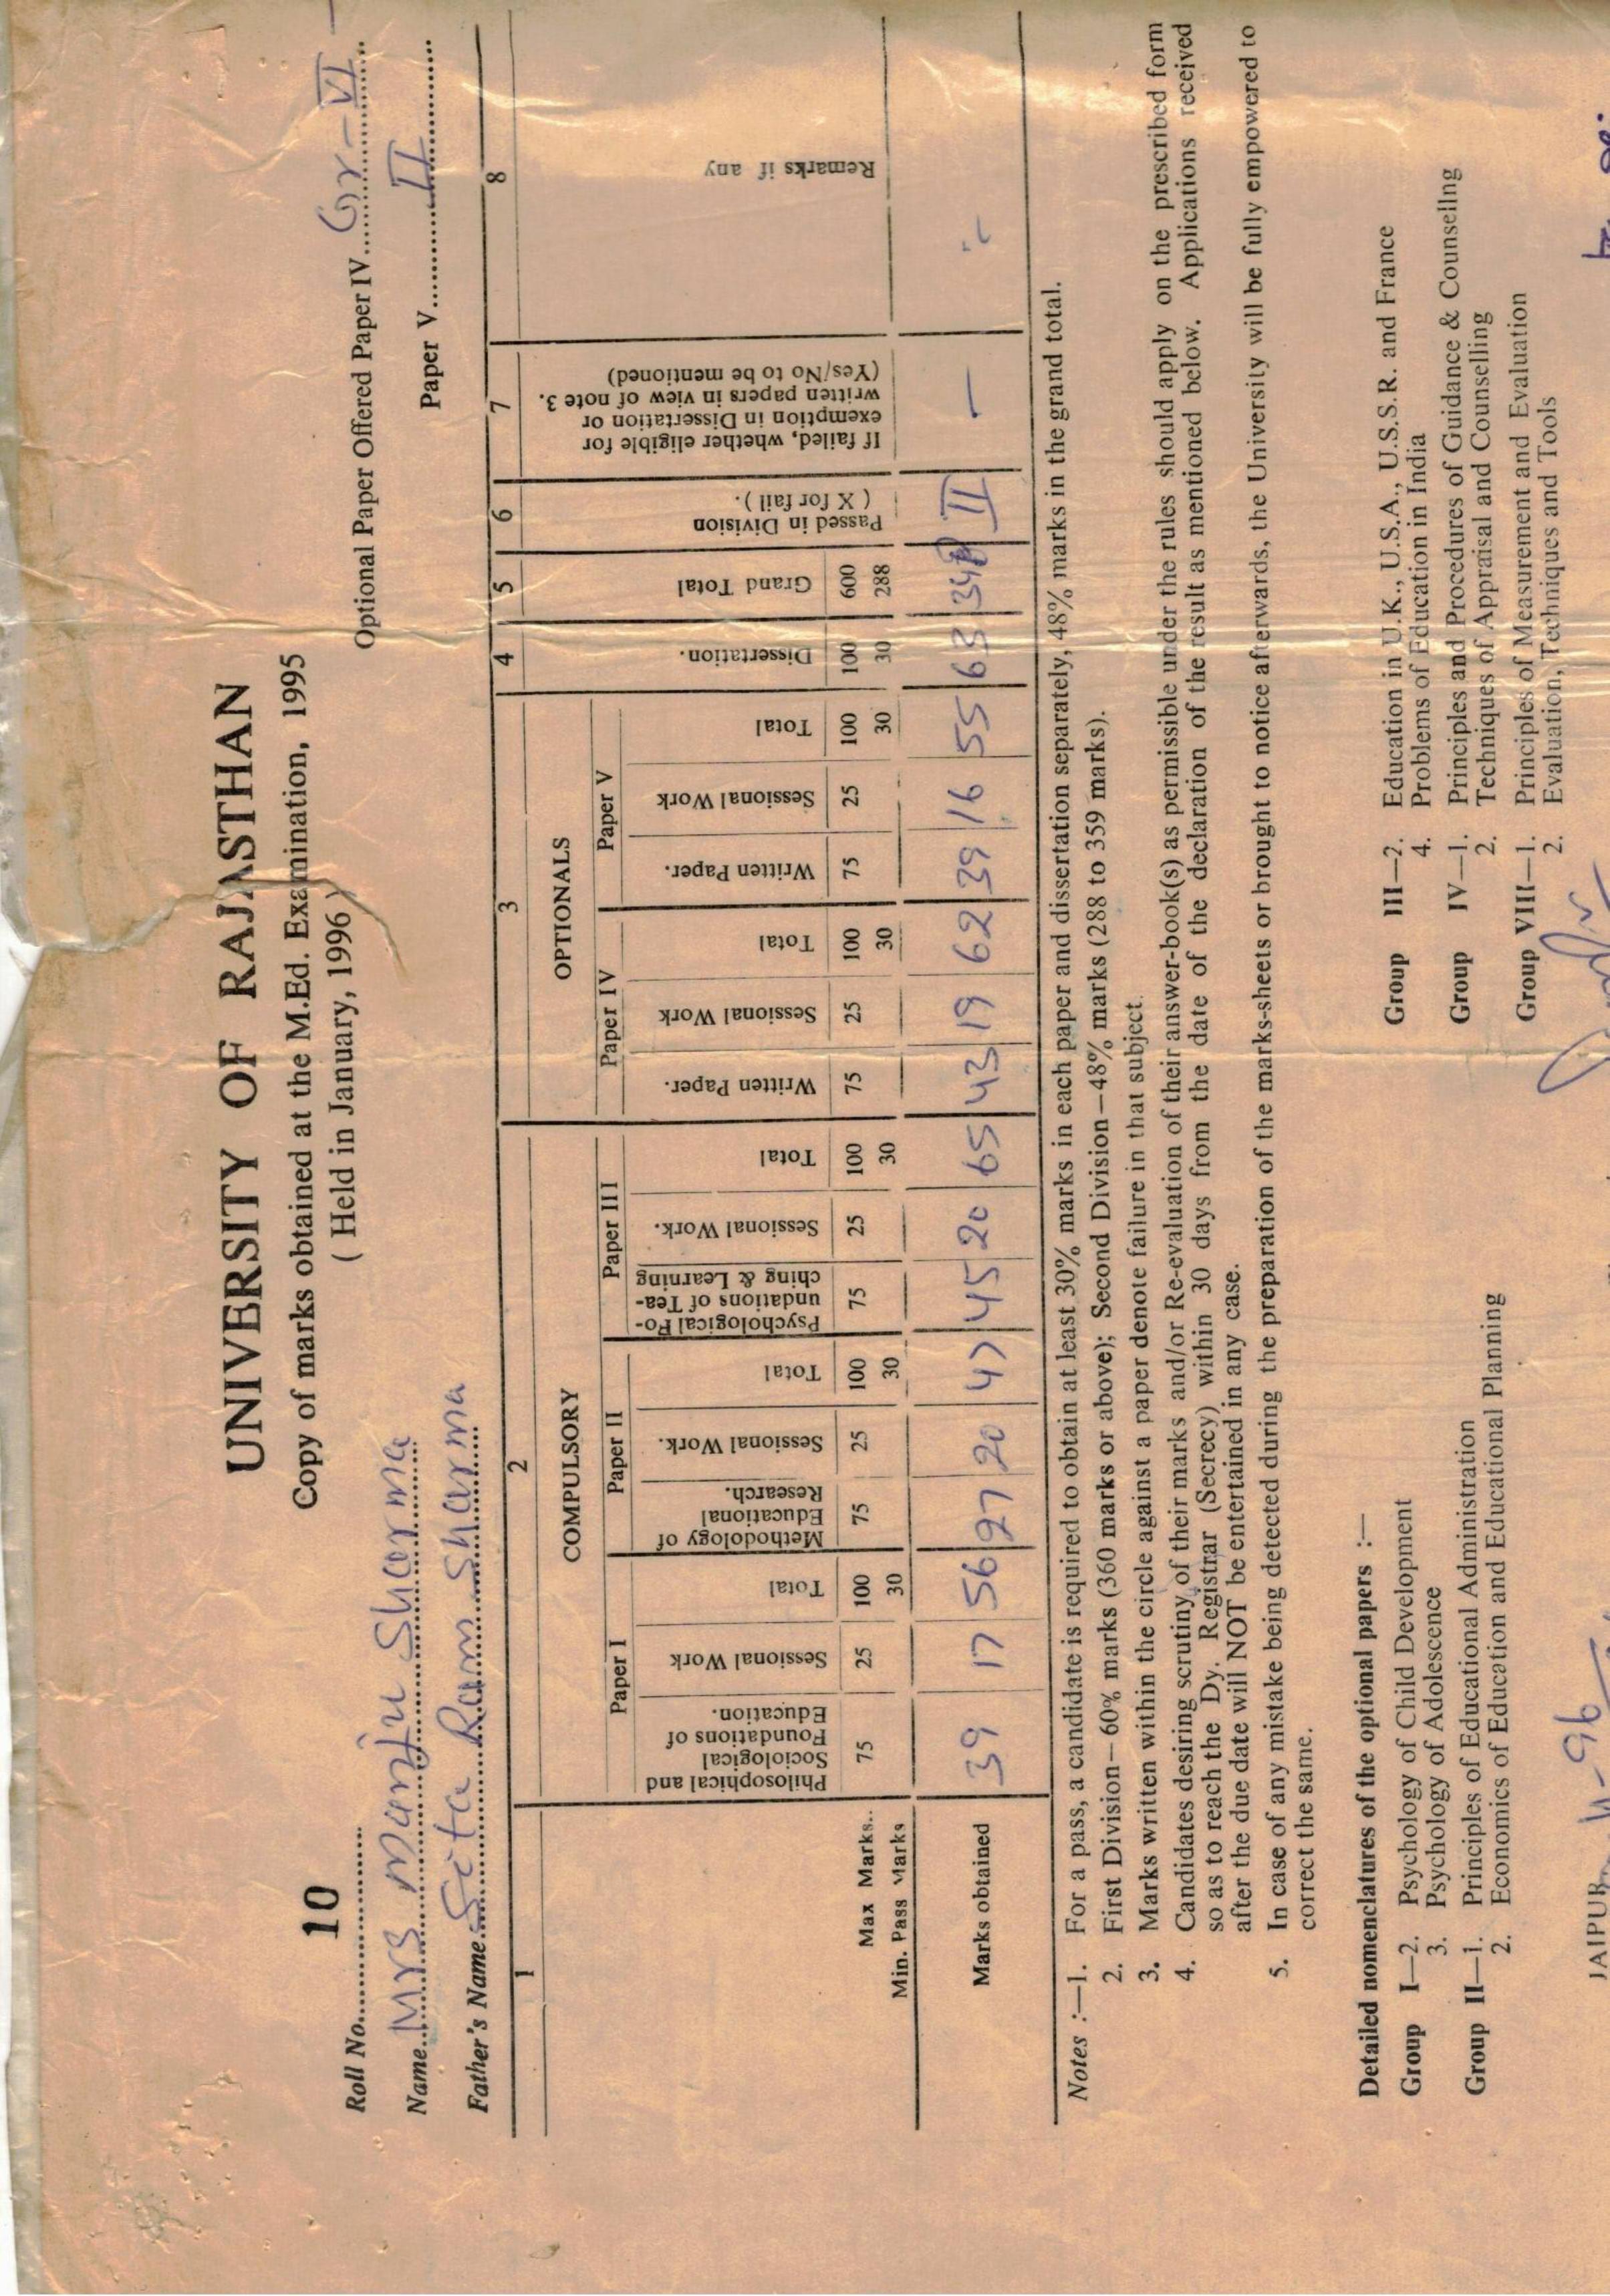 UNIVERSITY OF RAJASTHAN
Copy of marks obtained at the M.Ed. Examination, 1995
( Held in January, 1996 )
Roll No. 10
Name Mrs Manju Sharma
Father's Name Sita Ram Sharma
Optional Paper Offered Paper IV Gr-VI
Paper V II
1 2 3 4 5 6 7 8
COMPULSORY OPTIONALS
Paper I Paper II Paper III Paper IV Paper V
Philosophical and Sociological Foundations of Education.
Sessional Work
Total
Methodology of Educational Research.
Sessional Work.
Total
Psychological Fo-undations of Tea-ching & Learning
Sessional Work.
Total
Written Paper.
Sessional Work
Total
Written Paper.
Sessional Work
Total
Dissertation.
Grand Total
Passed in Division ( X for fail ).
If failed, whether eligible for exemption in Dissertation or written papers in view of note 3. (Yes/No to be mentioned)
Remarks if any
Max Marks.. 75 25 100 75 25 100 75 25 100 75 25 100 75 25 100 100 600
Min. Pass Marks 30 30 30 30 30 30 288
Marks obtained 39 17 56 27 20 47 45 20 65 43 19 62 39 16 55 63 348 II —
Notes :—1. For a pass, a candidate is required to obtain at least 30% marks in each paper and dissertation separately, 48% marks in the grand total.
2. First Division—60% marks (360 marks or above); Second Division—48% marks (288 to 359 marks).
3. Marks written within the circle against a paper denote failure in that subject.
4. Candidates desiring scrutiny of their marks and/or Re-evaluation of their answer-book(s) as permissible under the rules should apply on the prescribed form
so as to reach the Dy. Registrar (Secrecy) within 30 days from the date of the declaration of the result as mentioned below. Applications received
after the due date will NOT be entertained in any case.
5. In case of any mistake being detected during the preparation of the marks-sheets or brought to notice afterwards, the University will be fully empowered to
correct the same.
Detailed nomenclatures of the optional papers :—
Group I—2. Psychology of Child Development
3. Psychology of Adolescence
Group II—1. Principles of Educational Administration
2. Economics of Education and Educational Planning
Group III—2. Education in U.K., U.S.A., U.S.S.R. and France
4. Problems of Education in India
Group IV—1. Principles and Procedures of Guidance & Counsellng
2. Techniques of Appraisal and Counselling
Group VIII—1. Principles of Measurement and Evaluation
2. Evaluation, Techniques and Tools
JAIPUR